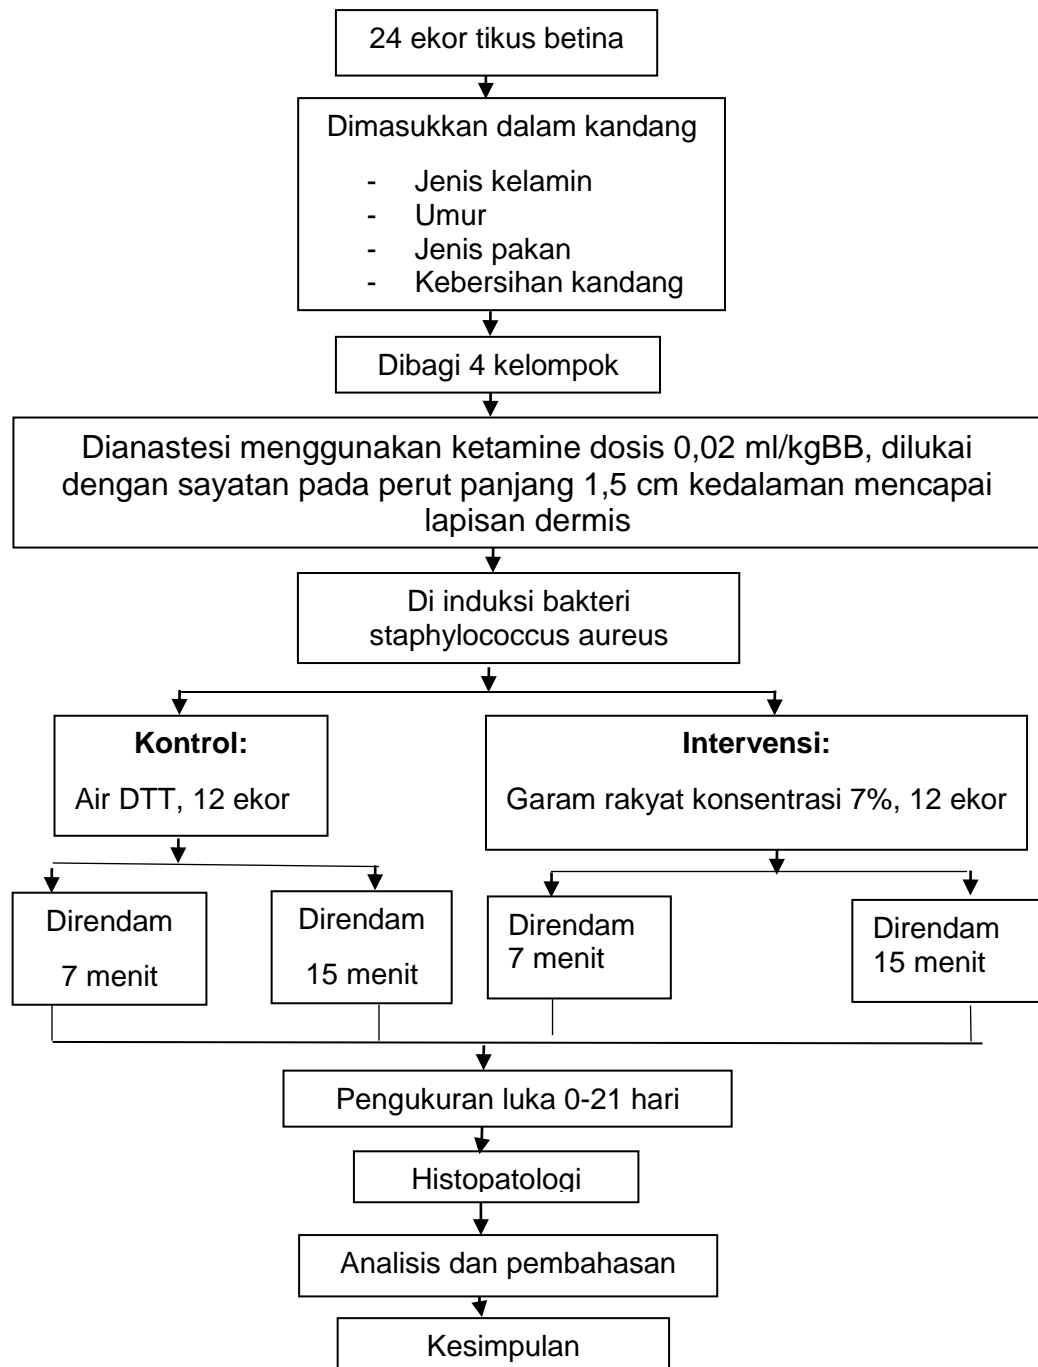 24 ekor tikus betina
Dimasukkan dalam kandang
- Jenis kelamin
- Umur
- Jenis pakan
- Kebersihan kandang
Dibagi 4 kelompok
Dianastesi menggunakan ketamine dosis 0,02 ml/kgBB, dilukai
dengan sayatan pada perut panjang 1,5 cm kedalaman mencapai
lapisan dermis
Di induksi bakteri
staphylococcus aureus
Kontrol:
Air DTT, 12 ekor
Intervensi:
Garam rakyat konsentrasi 7%, 12 ekor
Direndam
7 menit
Direndam
15 menit
Direndam
7 menit
Direndam
15 menit
Pengukuran luka 0-21 hari
Histopatologi
Analisis dan pembahasan
Kesimpulan